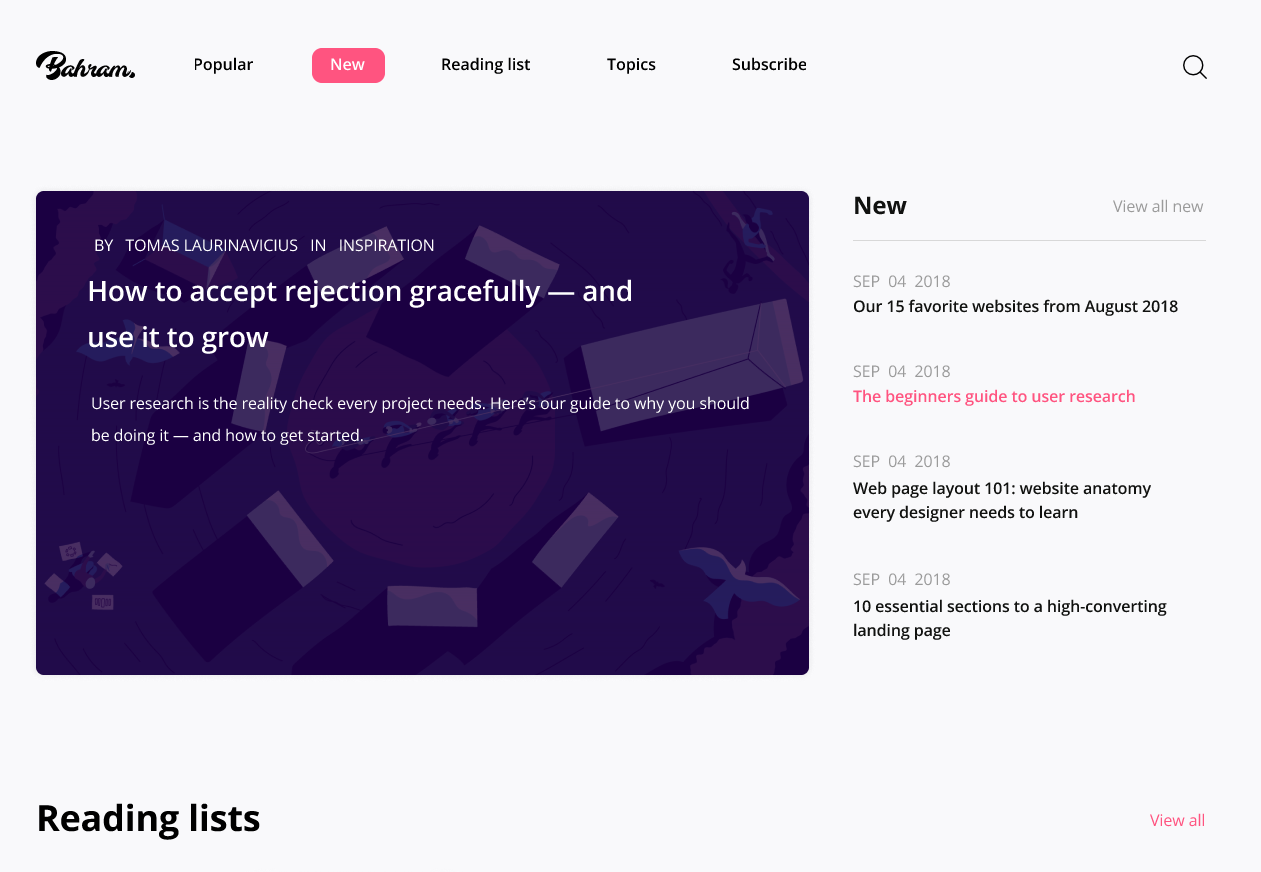 Bahram.
Popular
New
Reading list
Topics
Subscribe
BY TOMAS LAURINAVICIUS IN INSPIRATION
How to accept rejection gracefully — and
use it to grow
User research is the reality check every project needs. Here’s our guide to why you should
be doing it — and how to get started.
New
View all new
SEP 04 2018
Our 15 favorite websites from August 2018
SEP 04 2018
The beginners guide to user research
SEP 04 2018
Web page layout 101: website anatomy
every designer needs to learn
SEP 04 2018
10 essential sections to a high-converting
landing page
Reading lists
View all